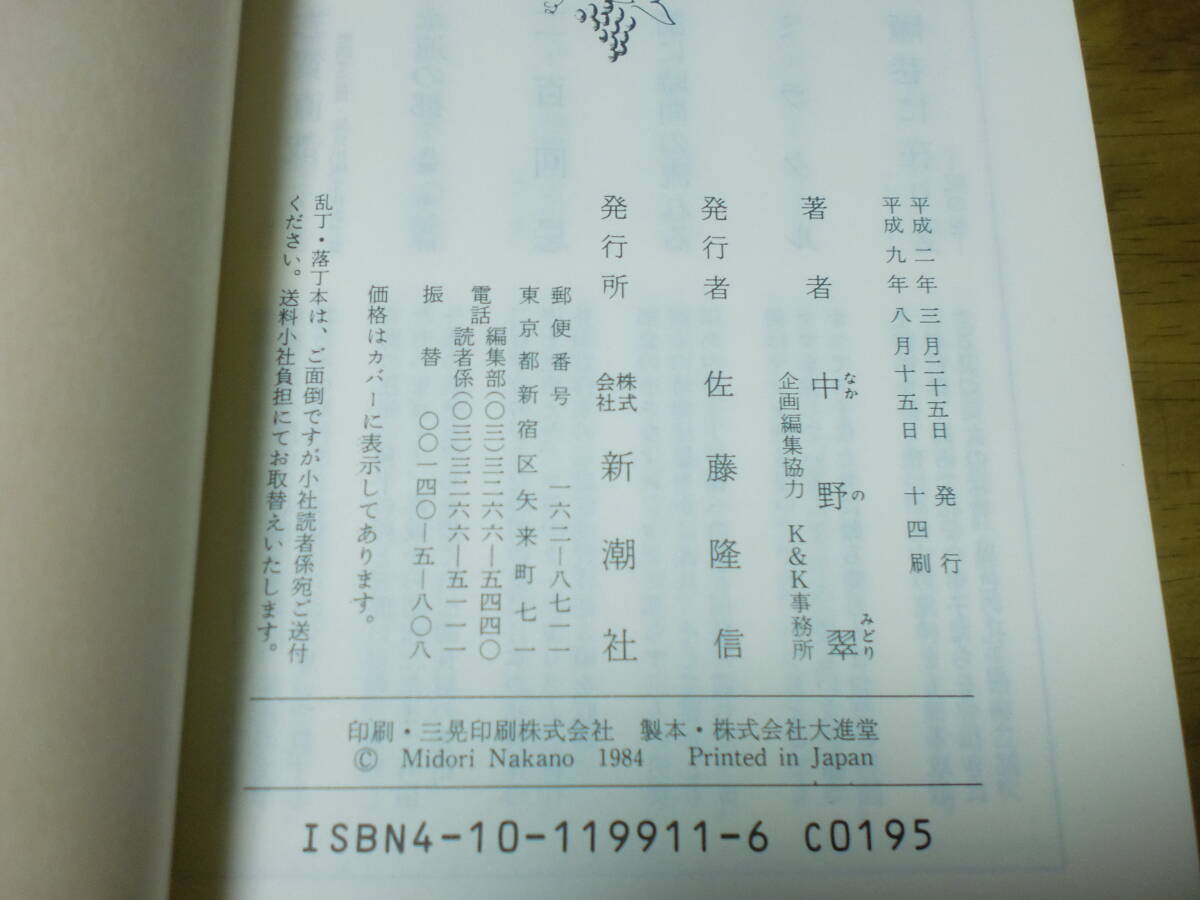 平成二年三月二十五日発行
平成九年八月十五日十四刷
著者 中野翠
なかのみどり
企画編集協力 K&K事務所
発行者 佐藤隆信
発行所 株式会社 新潮社
郵便番号 一六二―八七一一
東京都新宿区矢来町七一
電話 編集部(〇三)三二六六―五四四〇
読者係(〇三)三二六六―五一一一
振替 〇〇一四〇―五―八〇八
価格はカバーに表示してあります。
乱丁・落丁本は、ご面倒ですが小社読者係宛ご送付
ください。送料小社負担にてお取替えいたします。
印刷・三晃印刷株式会社 製本・株式会社大進堂
© Midori Nakano 1984 Printed in Japan
ISBN4-10-119911-6 C0195